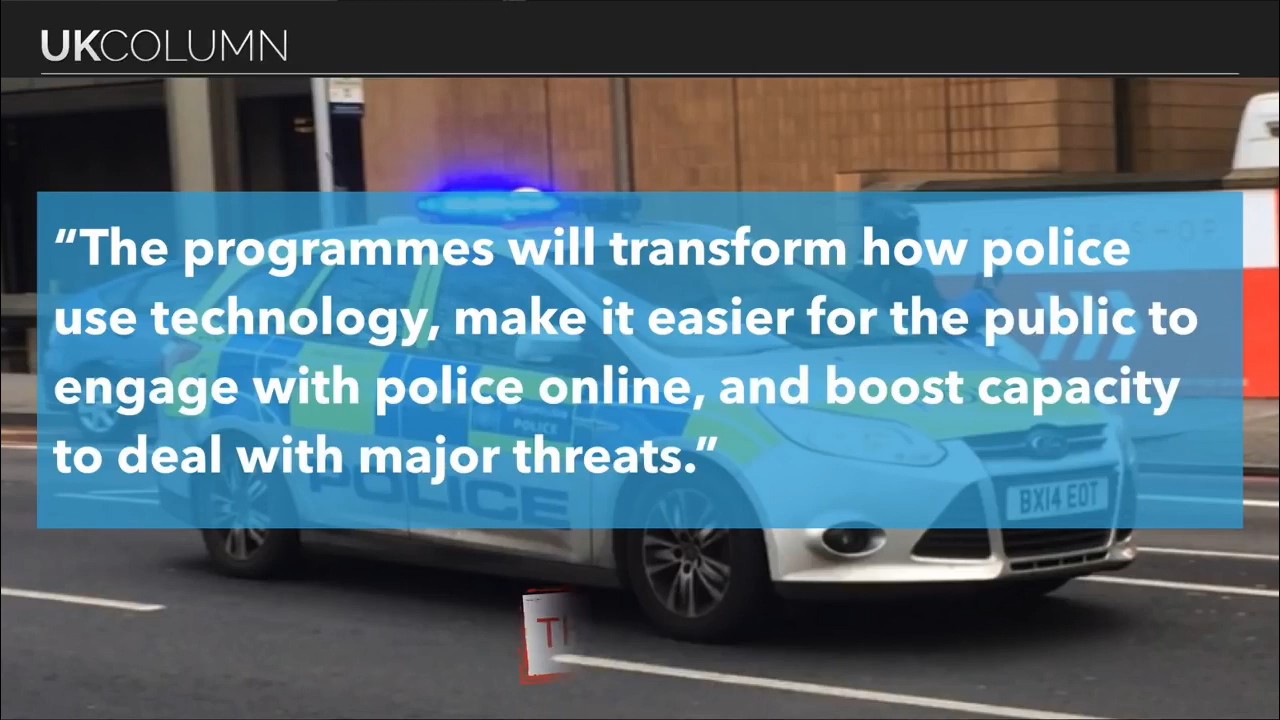 UKCOLUMN
“The programmes will transform how police
use technology, make it easier for the public to
engage with police online, and boost capacity
to deal with major threats.”
POLICE
POLICE
BX14 EOT